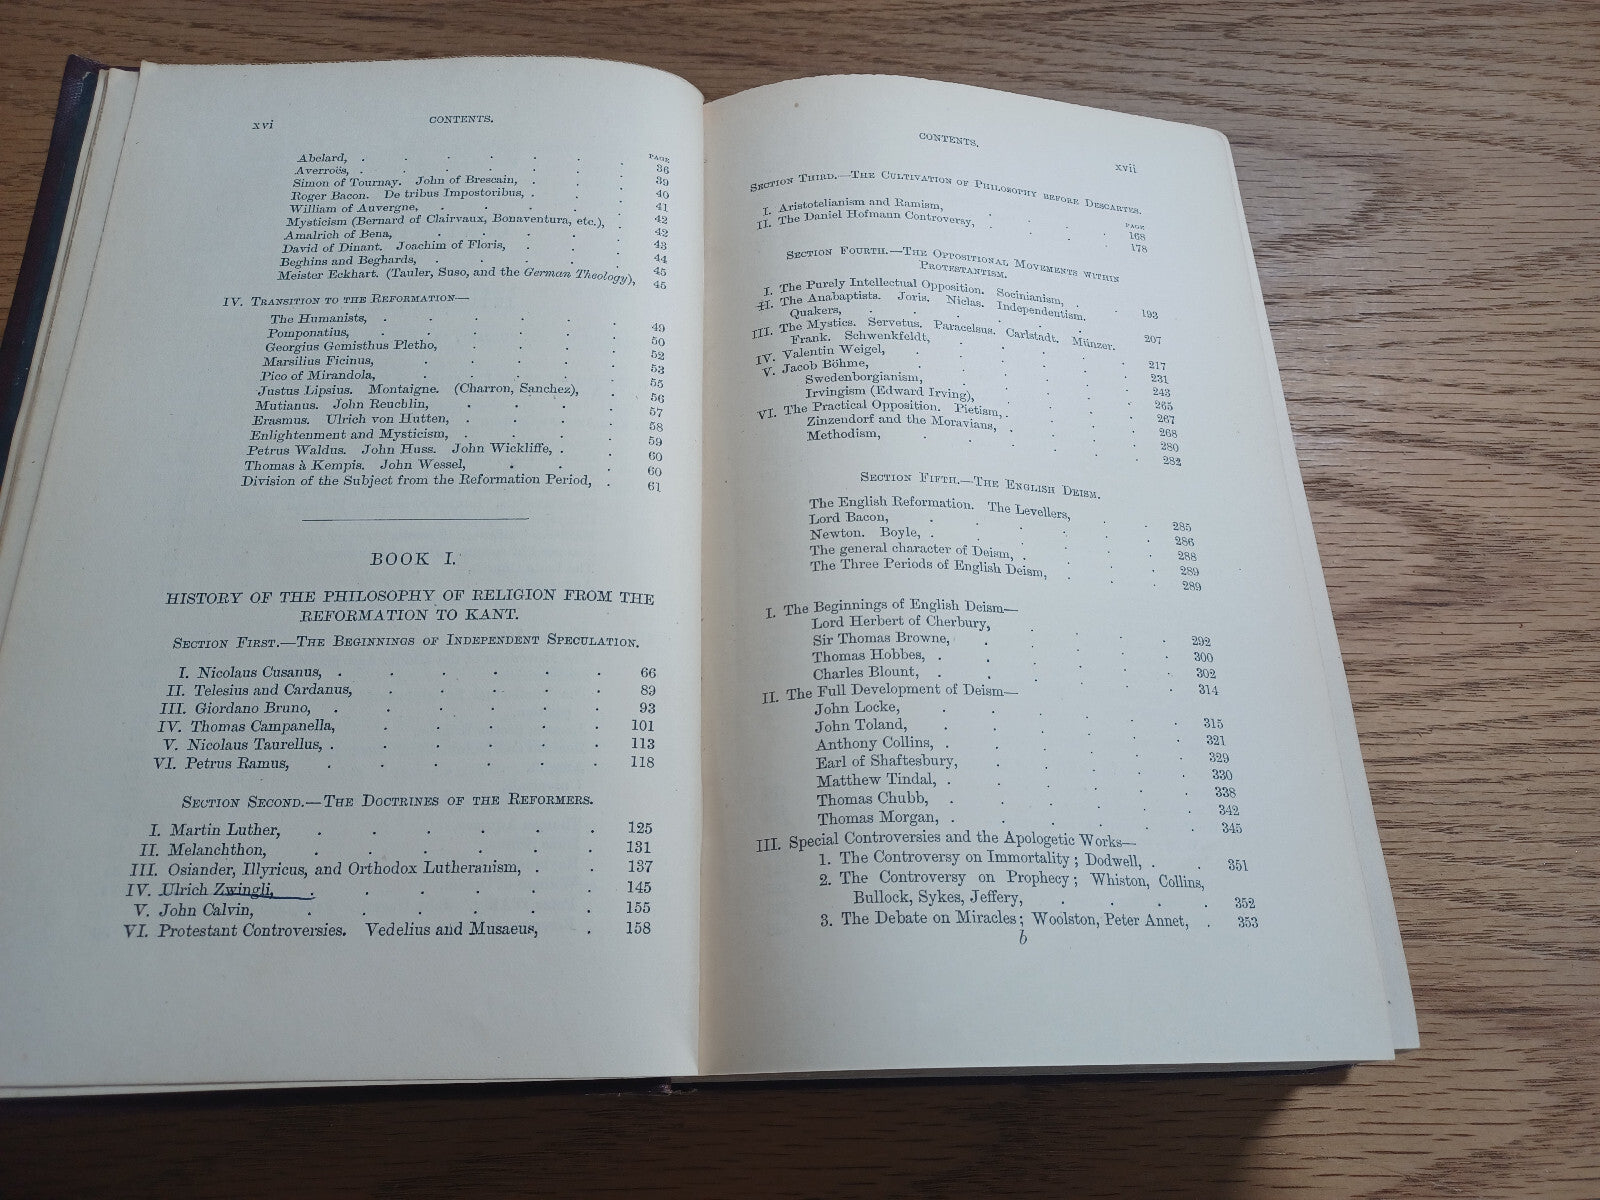 xvi CONTENTS.
PAGE
Abelard, . . . . . . . 36
Averroës, . . . . . . . 39
Simon of Tournay. John of Brescain, . . . 40
Roger Bacon. De tribus Impostoribus, . . . 41
William of Auvergne, . . . . . 42
Mysticism (Bernard of Clairvaux, Bonaventura, etc.), . 42
Amalrich of Bena, . . . . . 43
David of Dinant. Joachim of Floris, . . . 44
Beghins and Beghards, . . . . . 45
Meister Eckhart. (Tauler, Suso, and the German Theology), 45
IV. TRANSITION TO THE REFORMATION—
The Humanists, . . . . . . 49
Pomponatius, . . . . . . 50
Georgius Gemisthus Pletho, . . . . 52
Marsilius Ficinus, . . . . . 53
Pico of Mirandola, . . . . . 55
Justus Lipsius. Montaigne. (Charron, Sanchez), . 56
Mutianus. John Reuchlin, . . . . 57
Erasmus. Ulrich von Hutten, . . . . 58
Enlightenment and Mysticism, . . . . 59
Petrus Waldus. John Huss. John Wickliffe, . . 60
Thomas à Kempis. John Wessel, . . . 60
Division of the Subject from the Reformation Period, . 61
BOOK I.
HISTORY OF THE PHILOSOPHY OF RELIGION FROM THE
REFORMATION TO KANT.
SECTION FIRST.—THE BEGINNINGS OF INDEPENDENT SPECULATION.
I. Nicolaus Cusanus, . . . . . . 66
II. Telesius and Cardanus, . . . . . 89
III. Giordano Bruno, . . . . . . 93
IV. Thomas Campanella, . . . . . 101
V. Nicolaus Taurellus, . . . . . . 113
VI. Petrus Ramus, . . . . . . 118
SECTION SECOND.—THE DOCTRINES OF THE REFORMERS.
I. Martin Luther, . . . . . . 125
II. Melanchthon, . . . . . . 131
III. Osiander, Illyricus, and Orthodox Lutheranism, . . 137
IV. Ulrich Zwingli, . . . . . . 145
V. John Calvin, . . . . . . 155
VI. Protestant Controversies. Vedelius and Musaeus, . 158
CONTENTS. xvii
SECTION THIRD.—THE CULTIVATION OF PHILOSOPHY BEFORE DESCARTES.
PAGE
I. Aristotelianism and Ramism, . . . . 168
II. The Daniel Hofmann Controversy, . . . . 178
SECTION FOURTH.—THE OPPOSITIONAL MOVEMENTS WITHIN
PROTESTANTISM.
I. The Purely Intellectual Opposition. Socinianism, . . 193
II. The Anabaptists. Joris. Niclas. Independentism.
Quakers, . . . . . . 207
III. The Mystics. Servetus. Paracelsus. Carlstadt. Münzer.
Frank. Schwenkfeldt, . . . . . 217
IV. Valentin Weigel, . . . . . . 231
V. Jacob Böhme, . . . . . . 243
Swedenborgianism, . . . . . 265
Irvingism (Edward Irving), . . . . 267
VI. The Practical Opposition. Pietism, . . . . 268
Zinzendorf and the Moravians, . . . . 280
Methodism, . . . . . . 282
SECTION FIFTH.—THE ENGLISH DEISM.
The English Reformation. The Levellers, . . 285
Lord Bacon, . . . . . . 286
Newton. Boyle, . . . . . . 288
The general character of Deism, . . . . 289
The Three Periods of English Deism, . . . 289
I. The Beginnings of English Deism—
Lord Herbert of Cherbury, . . . . 292
Sir Thomas Browne, . . . . . 300
Thomas Hobbes, . . . . . . 302
Charles Blount, . . . . . . 314
II. The Full Development of Deism—
John Locke, . . . . . . 315
John Toland, . . . . . . 321
Anthony Collins, . . . . . . 329
Earl of Shaftesbury, . . . . . 330
Matthew Tindal, . . . . . . 338
Thomas Chubb, . . . . . . 342
Thomas Morgan, . . . . . . 345
III. Special Controversies and the Apologetic Works—
1. The Controversy on Immortality; Dodwell, . . 351
2. The Controversy on Prophecy; Whiston, Collins,
Bullock, Sykes, Jeffery, . . . . 352
3. The Debate on Miracles; Woolston, Peter Annet, . 353
b